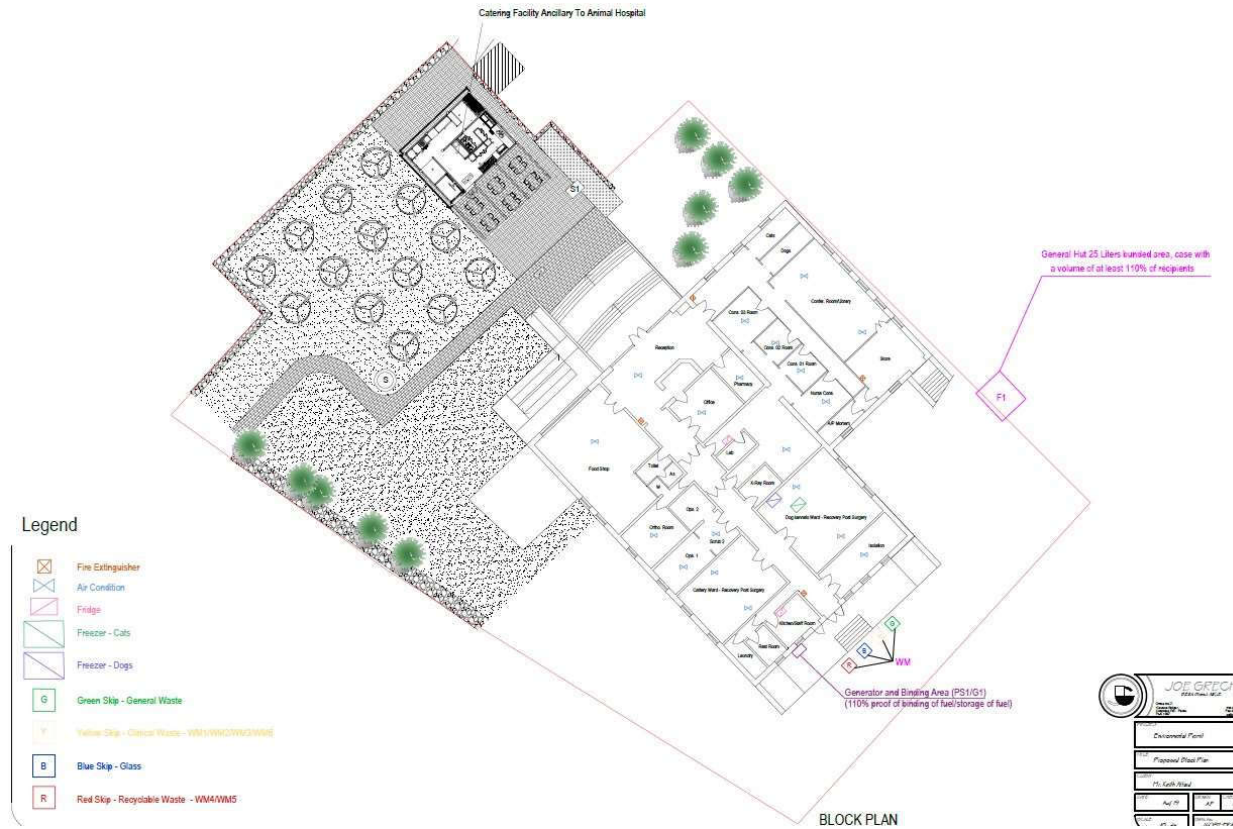 Catering Facility Ancillary To Animal Hospital
S1
General Hut 25 Liters bunded area, case with
a volume of at least 110% of recipients
F1
Cats
Dogs
Confer. Room/Library
Cons. 03 Room
Cons. 02 Room
Cons. 01 Room
Store
Reception
Pharmacy
Nurse Cons.
Office
Lab
X-Ray Room
Food Shop
Toilet
S
Ops. 2
Ortho. Room
Scrub 2
Dog kennels Ward - Recovery Post Surgery
Isolation
Ops. 1
Cattery Ward - Recovery Post Surgery
Kitchen/Staff Room
Rest Room
Laundry
G
B
R
WM
Generator and Binding Area (PS1/G1)
(110% proof of binding of fuel/storage of fuel)
Legend
Fire Extinguisher
Air Condition
Fridge
Freezer - Cats
Freezer - Dogs
G Green Skip - General Waste
Y Yellow Skip - Clinical Waste - WM1/WM2/WM3/WM6
B Blue Skip - Glass
R Red Skip - Recyclable Waste - WM4/WM5
BLOCK PLAN
Proposed Block Plan